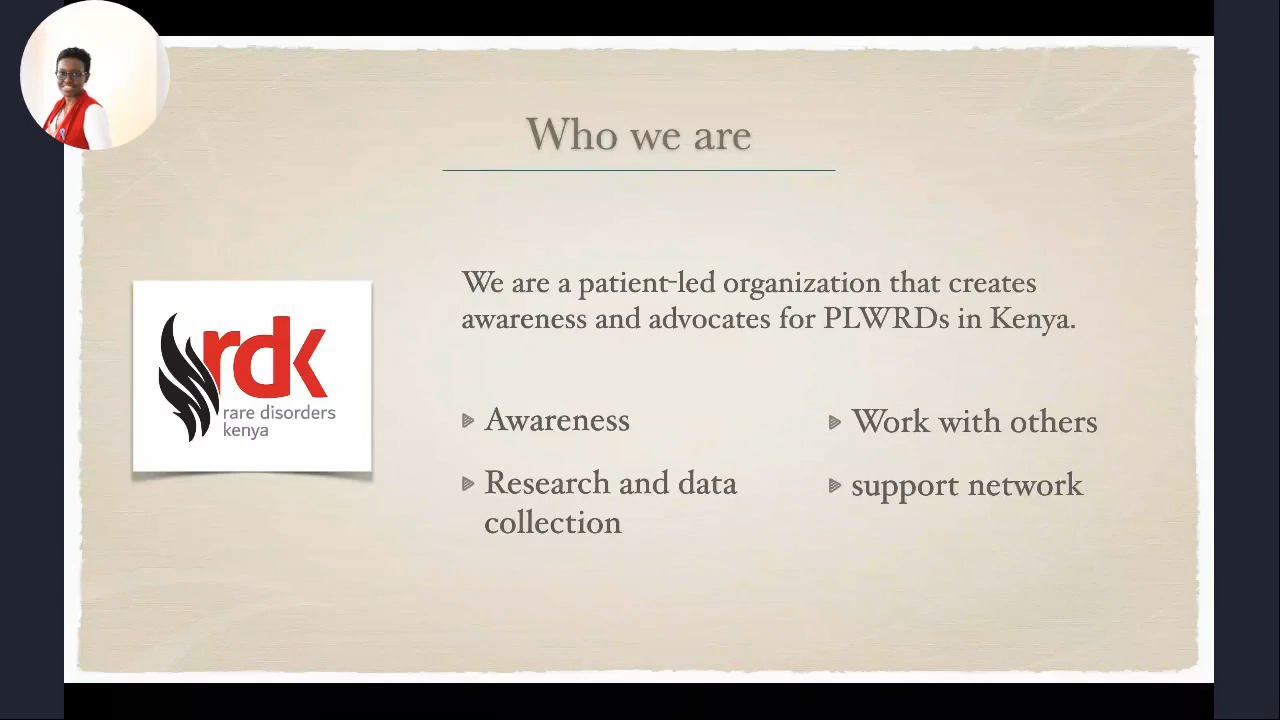 Who we are
We are a patient-led organization that creates
awareness and advocates for PLWRDs in Kenya.
rdk
rare disorders
kenya
Awareness
Research and data
collection
Work with others
support network